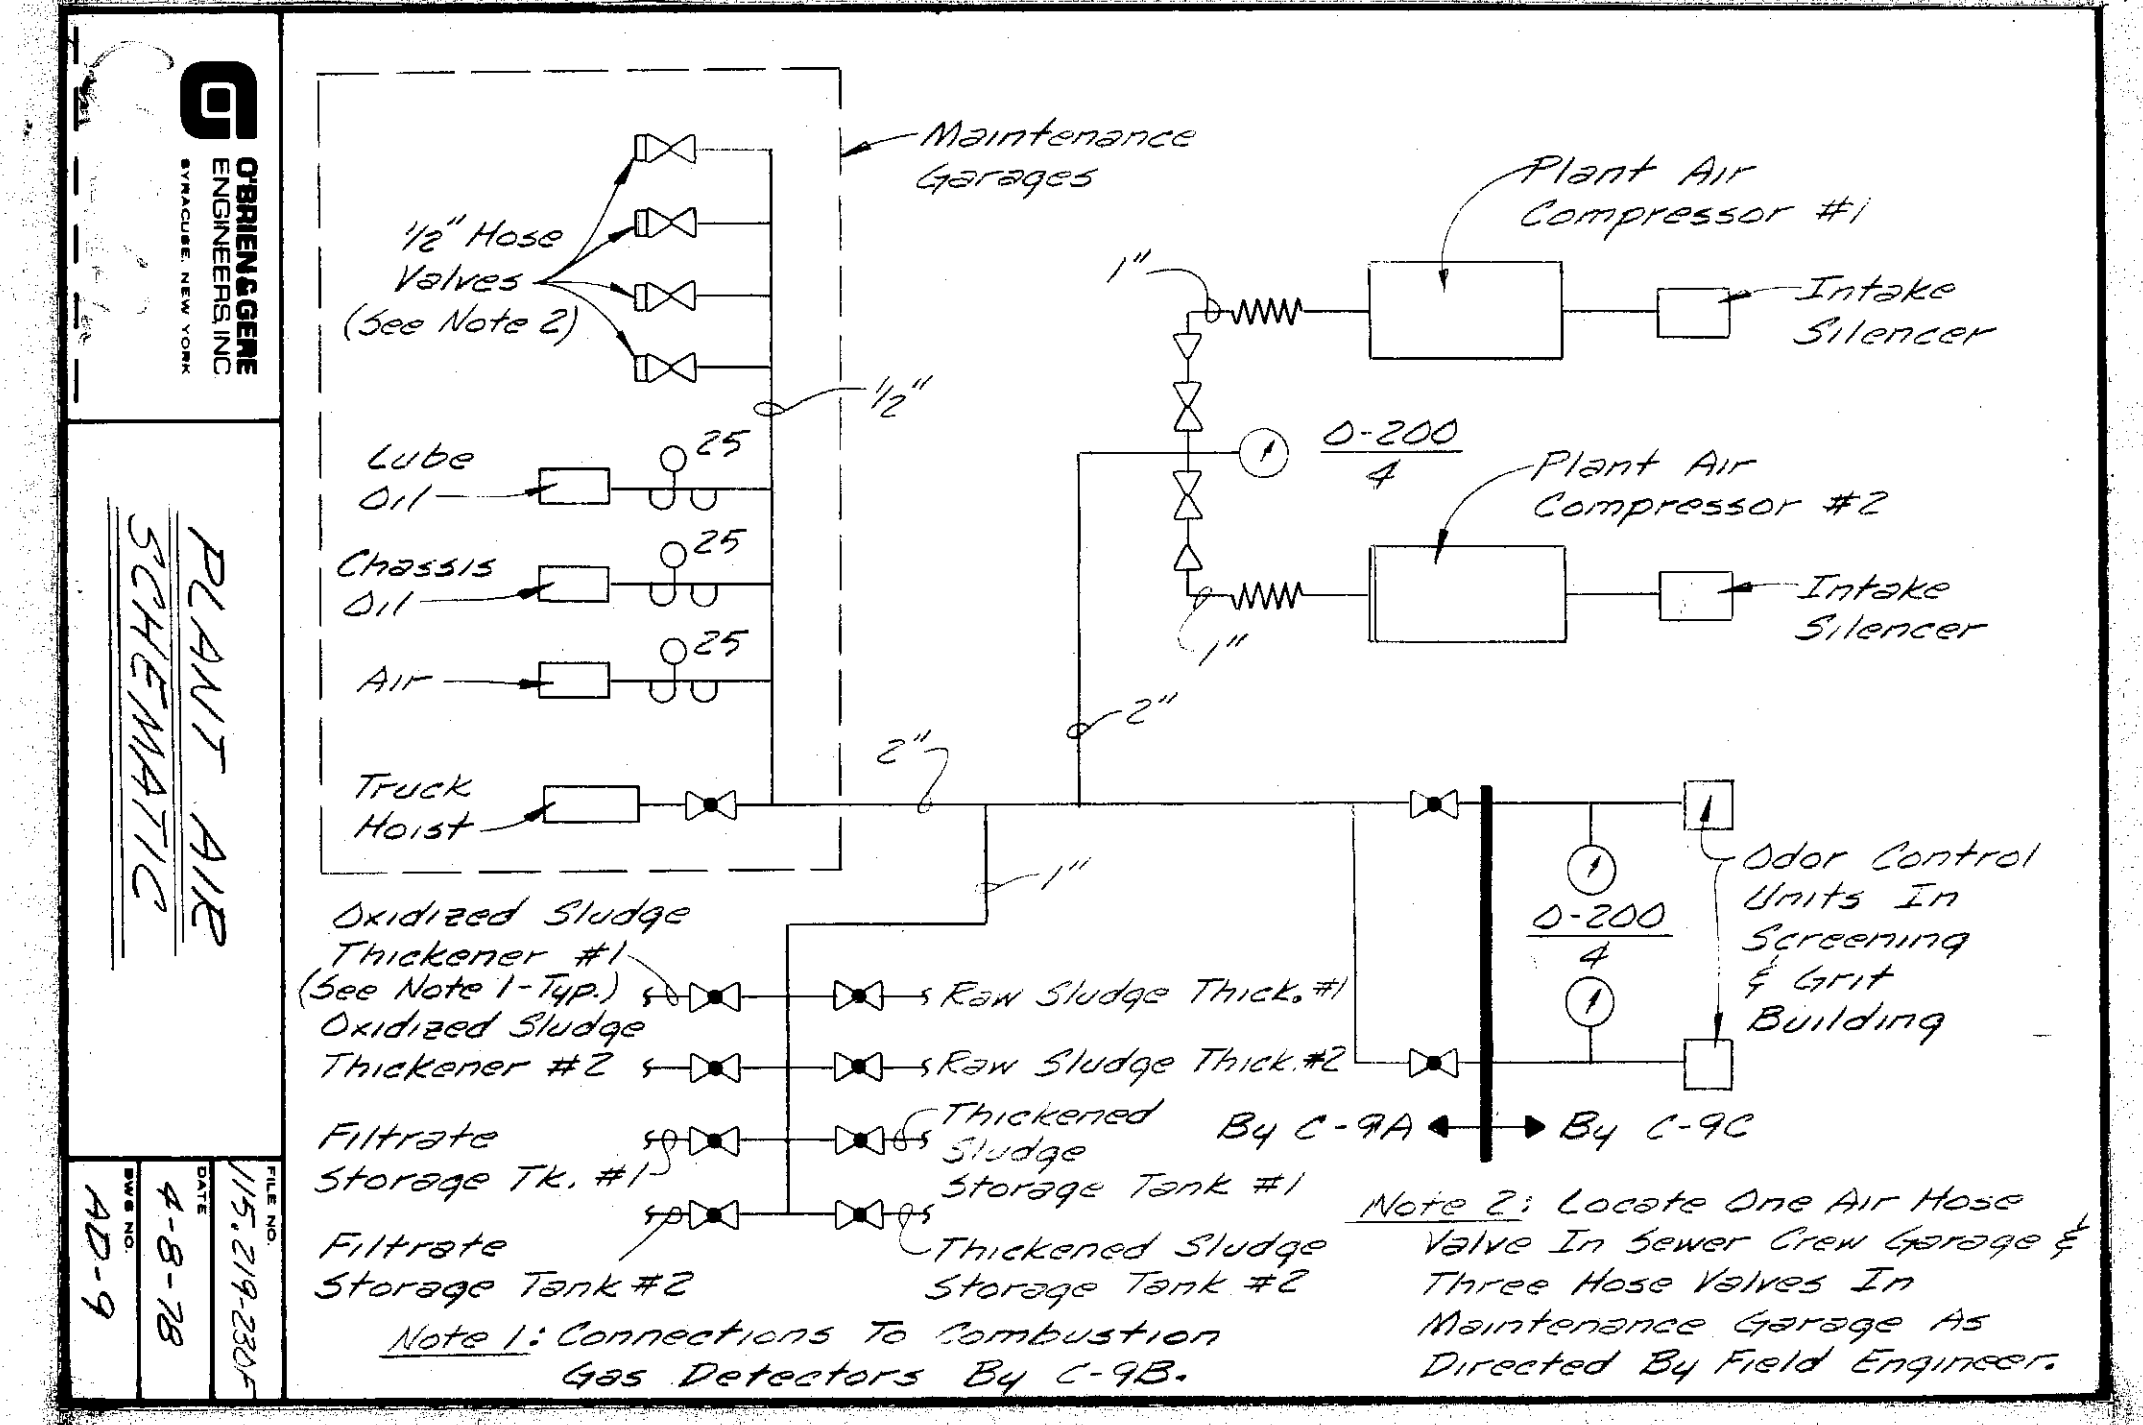 O'BRIEN & GERE
ENGINEERS, INC
SYRACUSE, NEW YORK
PLANT AIR
SCHEMATIC
FILE NO.
115.219-230F
DATE
4-8-78
DWG NO.
AD-9
Maintenance
Garages
1/2" Hose
Valves
(See Note 2)
1/2"
Lube
Oil
25
Chassis
Oil
25
Air
25
Truck
Hoist
2"
Plant Air
Compressor #1
1"
Intake
Silencer
0-200
4
Plant Air
Compressor #2
Intake
Silencer
1"
2"
1"
Odor Control
Units In
Screening
& Grit
Building
0-200
4
Oxidized Sludge
Thickener #1
(See Note 1-Typ.)
Raw Sludge Thick. #1
Oxidized Sludge
Thickener #2
Raw Sludge Thick. #2
Filtrate
Storage Tk. #1
Thickened
Sludge
Storage Tank #1
Filtrate
Storage Tank #2
Thickened Sludge
Storage Tank #2
By C-9A
By C-9C
Note 1: Connections To Combustion
Gas Detectors By C-9B.
Note 2: Locate One Air Hose
Valve In Sewer Crew Garage &
Three Hose Valves In
Maintenance Garage As
Directed By Field Engineer.